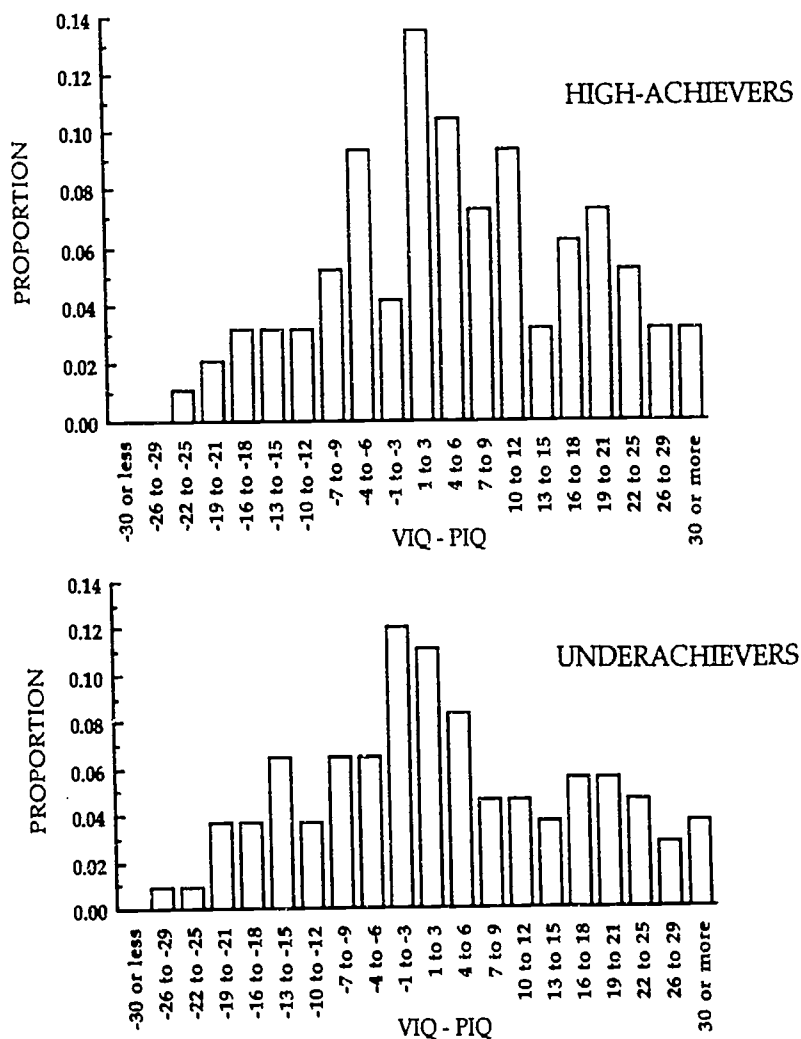 HIGH-ACHIEVERS
PROPORTION
0.14
0.12
0.10
0.08
0.06
0.04
0.02
0.00
-30 or less
-26 to -29
-22 to -25
-19 to -21
-16 to -18
-13 to -15
-10 to -12
-7 to -9
-4 to -6
-1 to -3
1 to 3
4 to 6
7 to 9
10 to 12
13 to 15
16 to 18
19 to 21
22 to 25
26 to 29
30 or more
VIQ - PIQ
UNDERACHIEVERS
PROPORTION
0.14
0.12
0.10
0.08
0.06
0.04
0.02
0.00
-30 or less
-26 to -29
-22 to -25
-19 to -21
-16 to -18
-13 to -15
-10 to -12
-7 to -9
-4 to -6
-1 to -3
1 to 3
4 to 6
7 to 9
10 to 12
13 to 15
16 to 18
19 to 21
22 to 25
26 to 29
30 or more
VIQ - PIQ